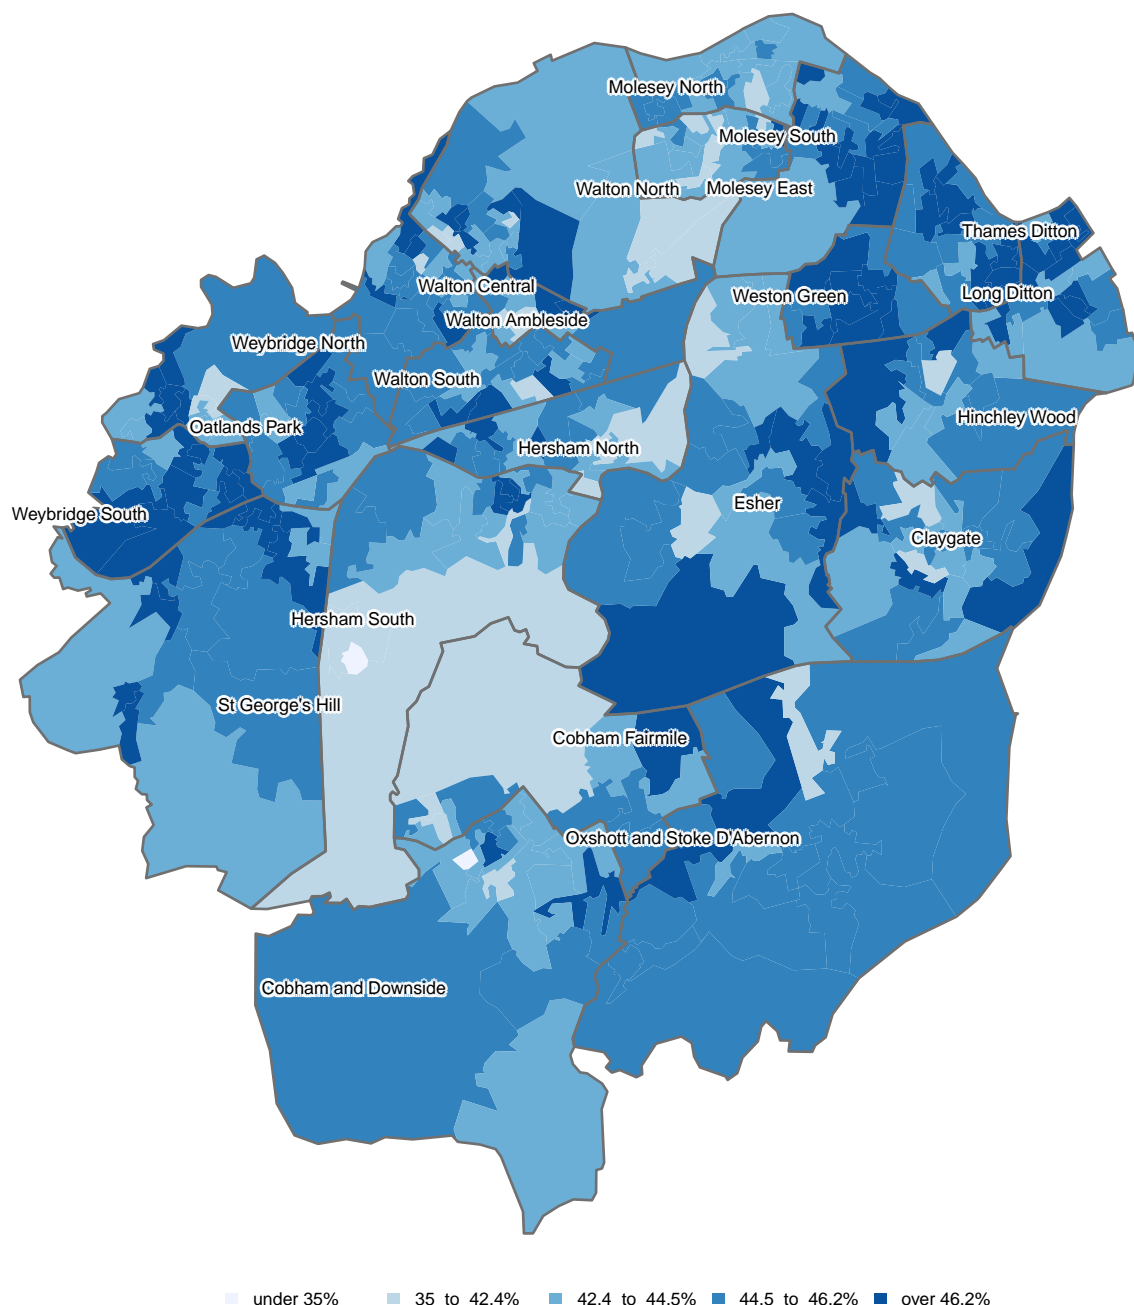 Molesey North
Molesey South
Walton North
Molesey East
Thames Ditton
Walton Central
Weston Green
Long Ditton
Walton Ambleside
Weybridge North
Walton South
Hinchley Wood
Oatlands Park
Hersham North
Esher
Weybridge South
Claygate
Hersham South
St George's Hill
Cobham Fairmile
Oxshott and Stoke D'Abernon
Cobham and Downside
under 35% 35 to 42.4% 42.4 to 44.5% 44.5 to 46.2% over 46.2%